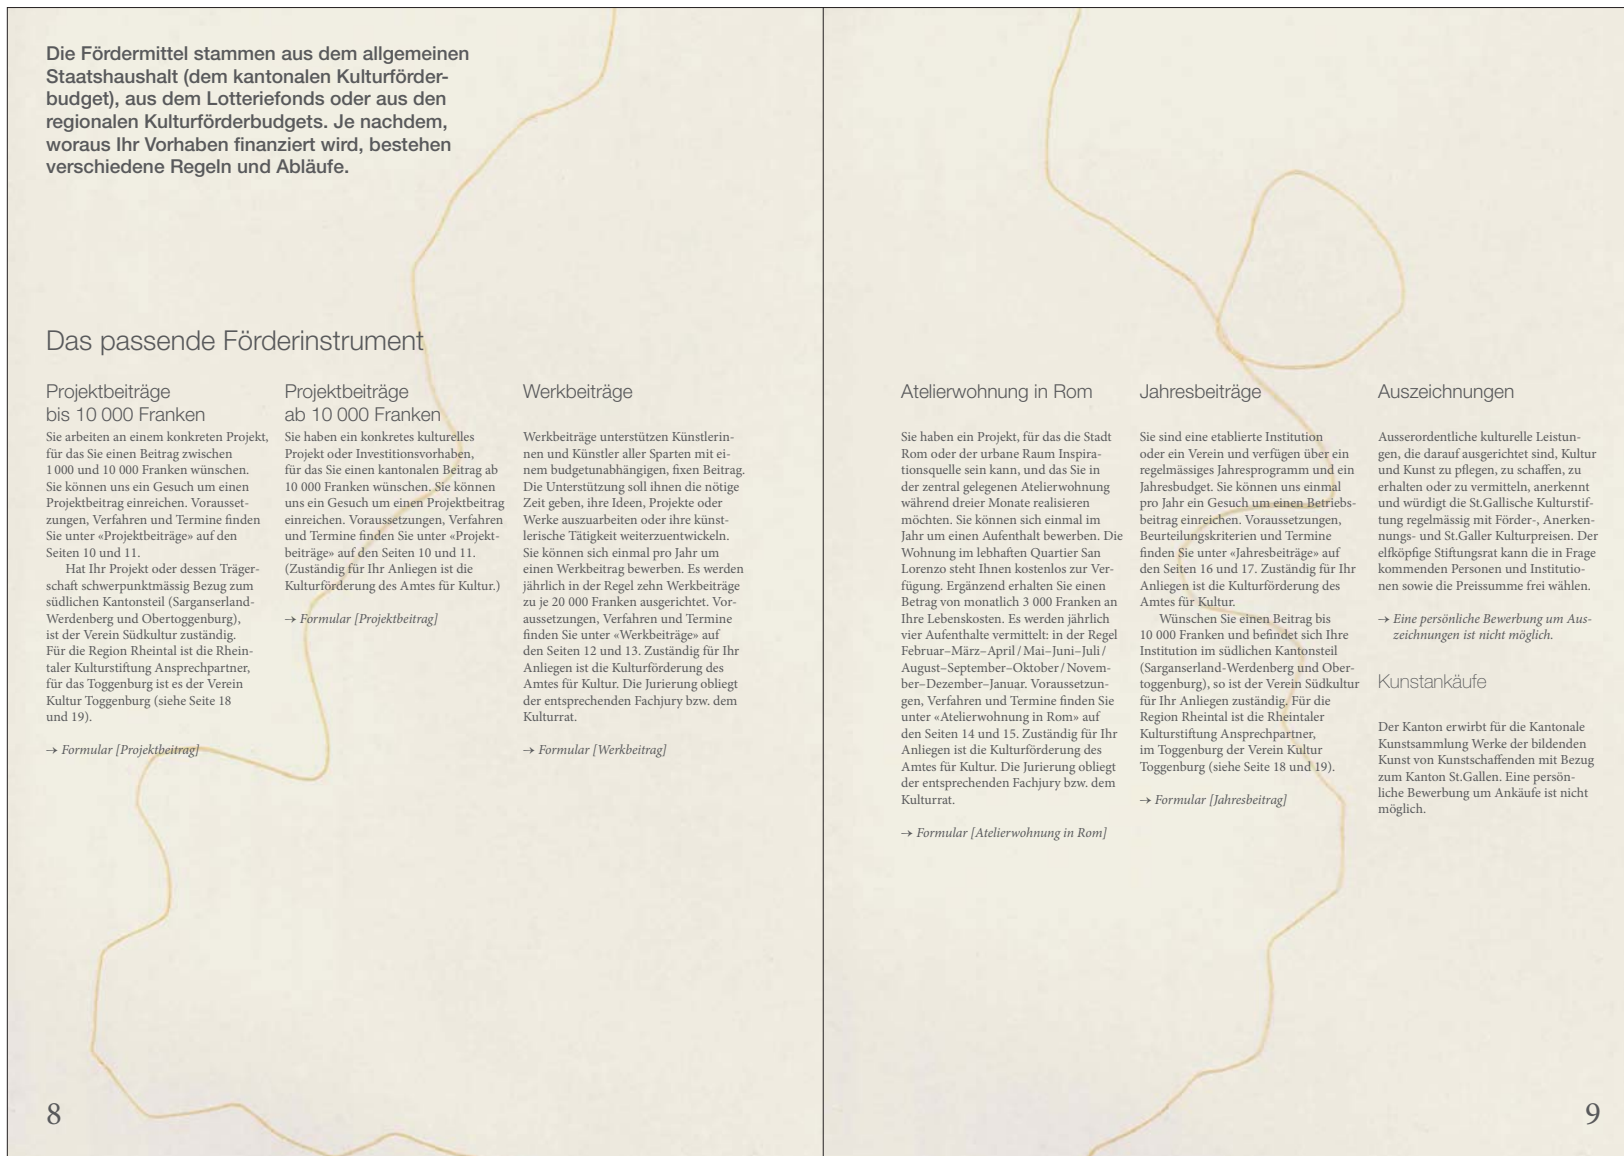 Die Fördermittel stammen aus dem allgemeinen
Staatshaushalt (dem kantonalen Kulturförder-
budget), aus dem Lotteriefonds oder aus den
regionalen Kulturförderbudgets. Je nachdem,
woraus Ihr Vorhaben finanziert wird, bestehen
verschiedene Regeln und Abläufe.
Das passende Förderinstrument
Projektbeiträge
bis 10 000 Franken
Sie arbeiten an einem konkreten Projekt,
für das Sie einen Beitrag zwischen
1 000 und 10 000 Franken wünschen.
Sie können uns ein Gesuch um einen
Projektbeitrag einreichen. Vorausset-
zungen, Verfahren und Termine finden
Sie unter «Projektbeiträge» auf den
Seiten 10 und 11.
Hat Ihr Projekt oder dessen Träger-
schaft schwerpunktmässig Bezug zum
südlichen Kantonsteil (Sarganserland-
Werdenberg und Obertoggenburg),
ist der Verein Südkultur zuständig.
Für die Region Rheintal ist die Rhein-
taler Kulturstiftung Ansprechpartner,
für das Toggenburg ist es der Verein
Kultur Toggenburg (siehe Seite 18
und 19).
→ Formular [Projektbeitrag]
Projektbeiträge
ab 10 000 Franken
Sie haben ein konkretes kulturelles
Projekt oder Investitionsvorhaben,
für das Sie einen kantonalen Beitrag ab
10 000 Franken wünschen. Sie können
uns ein Gesuch um einen Projektbeitrag
einreichen. Voraussetzungen, Verfahren
und Termine finden Sie unter «Projekt-
beiträge» auf den Seiten 10 und 11.
(Zuständig für Ihr Anliegen ist die
Kulturförderung des Amtes für Kultur.)
→ Formular [Projektbeitrag]
Werkbeiträge
Werkbeiträge unterstützen Künstlerin-
nen und Künstler aller Sparten mit ei-
nem budgetunabhängigen, fixen Beitrag.
Die Unterstützung soll ihnen die nötige
Zeit geben, ihre Ideen, Projekte oder
Werke auszuarbeiten oder ihre künst-
lerische Tätigkeit weiterzuentwickeln.
Sie können sich einmal pro Jahr um
einen Werkbeitrag bewerben. Es werden
jährlich in der Regel zehn Werkbeiträge
zu je 20 000 Franken ausgerichtet. Vor-
aussetzungen, Verfahren und Termine
finden Sie unter «Werkbeiträge» auf
den Seiten 12 und 13. Zuständig für Ihr
Anliegen ist die Kulturförderung des
Amtes für Kultur. Die Jurierung obliegt
der entsprechenden Fachjury bzw. dem
Kulturrat.
→ Formular [Werkbeitrag]
8
Atelierwohnung in Rom
Sie haben ein Projekt, für das die Stadt
Rom oder der urbane Raum Inspira-
tionsquelle sein kann, und das Sie in
der zentral gelegenen Atelierwohnung
während dreier Monate realisieren
möchten. Sie können sich einmal im
Jahr um einen Aufenthalt bewerben. Die
Wohnung im lebhaften Quartier San
Lorenzo steht Ihnen kostenlos zur Ver-
fügung. Ergänzend erhalten Sie einen
Betrag von monatlich 3 000 Franken an
Ihre Lebenskosten. Es werden jährlich
vier Aufenthalte vermittelt: in der Regel
Februar–März–April / Mai–Juni–Juli /
August–September–Oktober / Novem-
ber–Dezember–Januar. Voraussetzun-
gen, Verfahren und Termine finden Sie
unter «Atelierwohnung in Rom» auf
den Seiten 14 und 15. Zuständig für Ihr
Anliegen ist die Kulturförderung des
Amtes für Kultur. Die Jurierung obliegt
der entsprechenden Fachjury bzw. dem
Kulturrat.
→ Formular [Atelierwohnung in Rom]
Jahresbeiträge
Sie sind eine etablierte Institution
oder ein Verein und verfügen über ein
regelmässiges Jahresprogramm und ein
Jahresbudget. Sie können uns einmal
pro Jahr ein Gesuch um einen Betriebs-
beitrag einreichen. Voraussetzungen,
Beurteilungskriterien und Termine
finden Sie unter «Jahresbeiträge» auf
den Seiten 16 und 17. Zuständig für Ihr
Anliegen ist die Kulturförderung des
Amtes für Kultur.
Wünschen Sie einen Beitrag bis
10 000 Franken und befindet sich Ihre
Institution im südlichen Kantonsteil
(Sarganserland-Werdenberg und Ober-
toggenburg), so ist der Verein Südkultur
für Ihr Anliegen zuständig. Für die
Region Rheintal ist die Rheintaler
Kulturstiftung Ansprechpartner,
im Toggenburg der Verein Kultur
Toggenburg (siehe Seite 18 und 19).
→ Formular [Jahresbeitrag]
Auszeichnungen
Ausserordentliche kulturelle Leistun-
gen, die darauf ausgerichtet sind, Kultur
und Kunst zu pflegen, zu schaffen, zu
erhalten oder zu vermitteln, anerkennt
und würdigt die St.Gallische Kulturstif-
tung regelmässig mit Förder-, Anerken-
nungs- und St.Galler Kulturpreisen. Der
elfköpfige Stiftungsrat kann die in Frage
kommenden Personen und Institutio-
nen sowie die Preissumme frei wählen.
→ Eine persönliche Bewerbung um Aus-
zeichnungen ist nicht möglich.
Kunstankäufe
Der Kanton erwirbt für die Kantonale
Kunstsammlung Werke der bildenden
Kunst von Kunstschaffenden mit Bezug
zum Kanton St.Gallen. Eine persön-
liche Bewerbung um Ankäufe ist nicht
möglich.
9